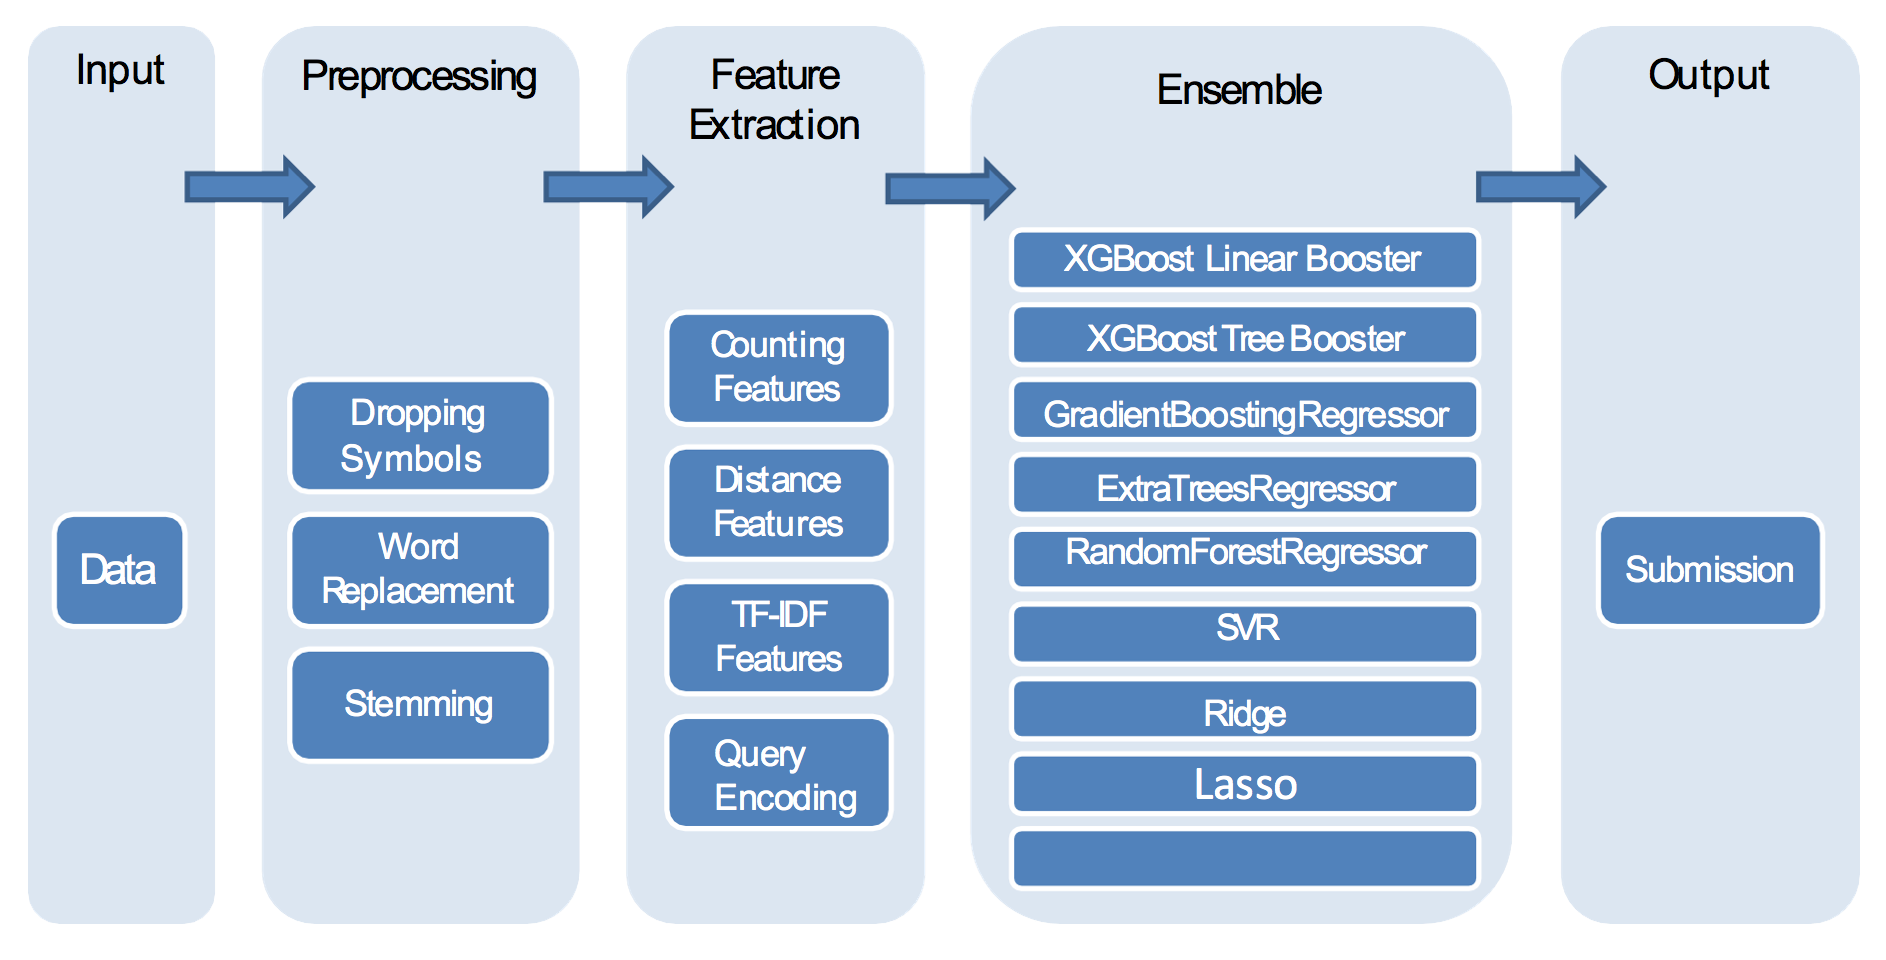 Input
Data
Preprocessing
Dropping
Symbols
Word
Replacement
Stemming
Feature
Extraction
Counting
Features
Distance
Features
TF-IDF
Features
Query
Encoding
Ensemble
XGBoost Linear Booster
XGBoost Tree Booster
GradientBoostingRegressor
ExtraTreesRegressor
RandomForestRegressor
SVR
Ridge
Lasso
Output
Submission